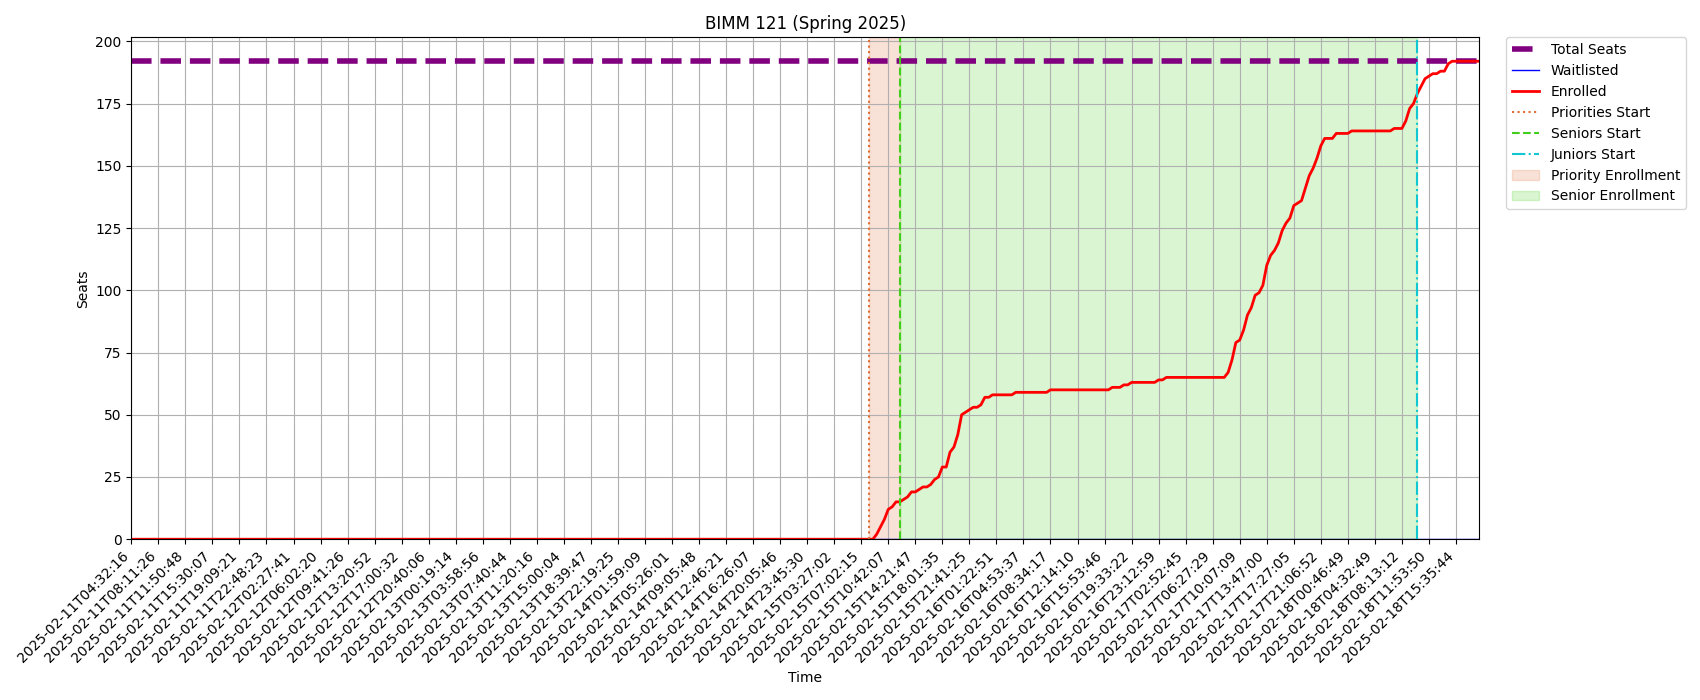 BIMM 121 (Spring 2025)
Total Seats
Waitlisted
Enrolled
Priorities Start
Seniors Start
Juniors Start
Priority Enrollment
Senior Enrollment
Seats
200
175
150
125
100
75
50
25
0
2025-02-11T04:32:16
2025-02-11T08:11:26
2025-02-11T11:50:48
2025-02-11T15:30:07
2025-02-11T19:09:21
2025-02-11T22:48:23
2025-02-12T02:27:41
2025-02-12T06:02:20
2025-02-12T09:41:26
2025-02-12T13:20:52
2025-02-12T17:00:32
2025-02-12T20:40:06
2025-02-13T00:19:14
2025-02-13T03:58:56
2025-02-13T07:40:44
2025-02-13T11:20:16
2025-02-13T15:00:04
2025-02-13T18:39:47
2025-02-13T22:19:25
2025-02-14T01:59:09
2025-02-14T05:26:01
2025-02-14T09:05:48
2025-02-14T12:46:21
2025-02-14T16:26:07
2025-02-14T20:05:46
2025-02-14T23:45:30
2025-02-15T03:27:02
2025-02-15T07:02:15
2025-02-15T10:42:07
2025-02-15T14:21:47
2025-02-15T18:01:35
2025-02-15T21:41:25
2025-02-16T01:22:51
2025-02-16T04:53:37
2025-02-16T08:34:17
2025-02-16T12:14:10
2025-02-16T15:53:46
2025-02-16T19:33:22
2025-02-16T23:12:59
2025-02-17T02:52:45
2025-02-17T06:27:29
2025-02-17T10:07:09
2025-02-17T13:47:00
2025-02-17T17:27:05
2025-02-17T21:06:52
2025-02-18T00:46:49
2025-02-18T04:32:49
2025-02-18T08:13:12
2025-02-18T11:53:50
2025-02-18T15:35:44
Time